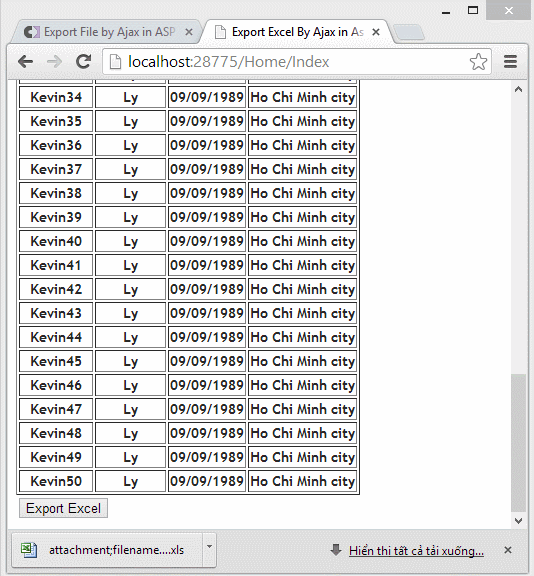 Export File by Ajax in ASP
Export Excel By Ajax in As
localhost:28775/Home/Index
Kevin34 Ly 09/09/1989 Ho Chi Minh city
Kevin35 Ly 09/09/1989 Ho Chi Minh city
Kevin36 Ly 09/09/1989 Ho Chi Minh city
Kevin37 Ly 09/09/1989 Ho Chi Minh city
Kevin38 Ly 09/09/1989 Ho Chi Minh city
Kevin39 Ly 09/09/1989 Ho Chi Minh city
Kevin40 Ly 09/09/1989 Ho Chi Minh city
Kevin41 Ly 09/09/1989 Ho Chi Minh city
Kevin42 Ly 09/09/1989 Ho Chi Minh city
Kevin43 Ly 09/09/1989 Ho Chi Minh city
Kevin44 Ly 09/09/1989 Ho Chi Minh city
Kevin45 Ly 09/09/1989 Ho Chi Minh city
Kevin46 Ly 09/09/1989 Ho Chi Minh city
Kevin47 Ly 09/09/1989 Ho Chi Minh city
Kevin48 Ly 09/09/1989 Ho Chi Minh city
Kevin49 Ly 09/09/1989 Ho Chi Minh city
Kevin50 Ly 09/09/1989 Ho Chi Minh city
Export Excel
attachment;filename....xls
Hiển thị tất cả tải xuống...